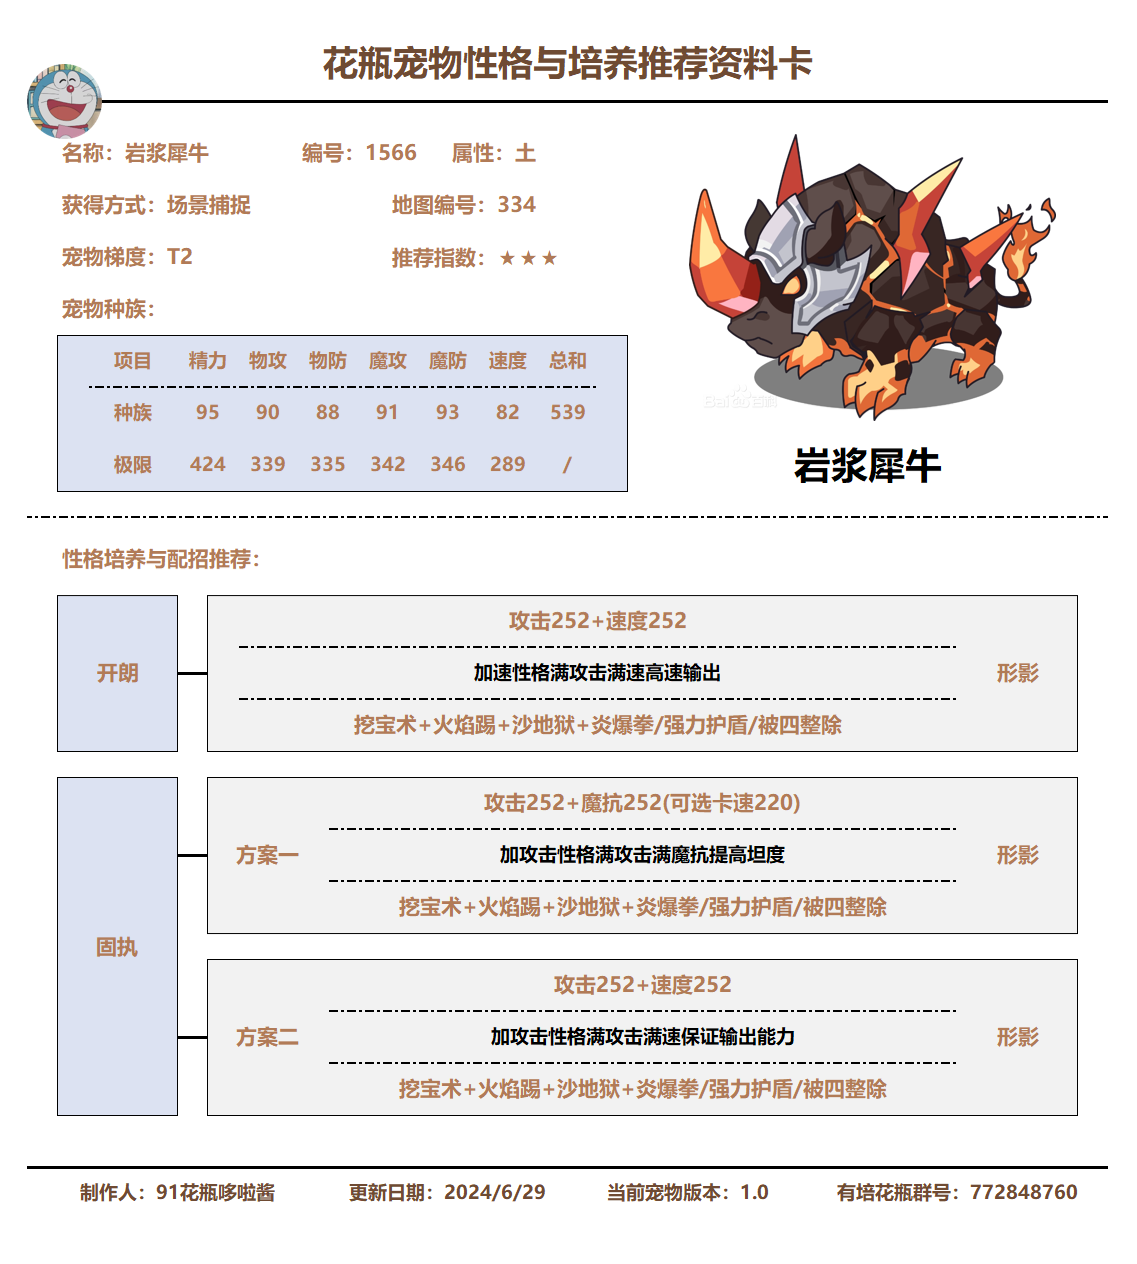 花瓶宠物性格与培养推荐资料卡
名称：岩浆犀牛 编号：1566 属性：土
获得方式：场景捕捉 地图编号：334
宠物梯度：T2 推荐指数：★★★
宠物种族：
项目 精力 物攻 物防 魔攻 魔防 速度 总和
种族 95 90 88 91 93 82 539
极限 424 339 335 342 346 289 /
Bai百科
岩浆犀牛
性格培养与配招推荐：
开朗
攻击252+速度252
加速性格满攻击满速高速输出
挖宝术+火焰踢+沙地狱+炎爆拳/强力护盾/被四整除
形影
固执
方案一
攻击252+魔抗252(可选卡速220)
加攻击性格满攻击满魔抗提高坦度
挖宝术+火焰踢+沙地狱+炎爆拳/强力护盾/被四整除
形影
方案二
攻击252+速度252
加攻击性格满攻击满速保证输出能力
挖宝术+火焰踢+沙地狱+炎爆拳/强力护盾/被四整除
形影
制作人：91花瓶哆啦酱 更新日期：2024/6/29 当前宠物版本：1.0 有培花瓶群号：772848760